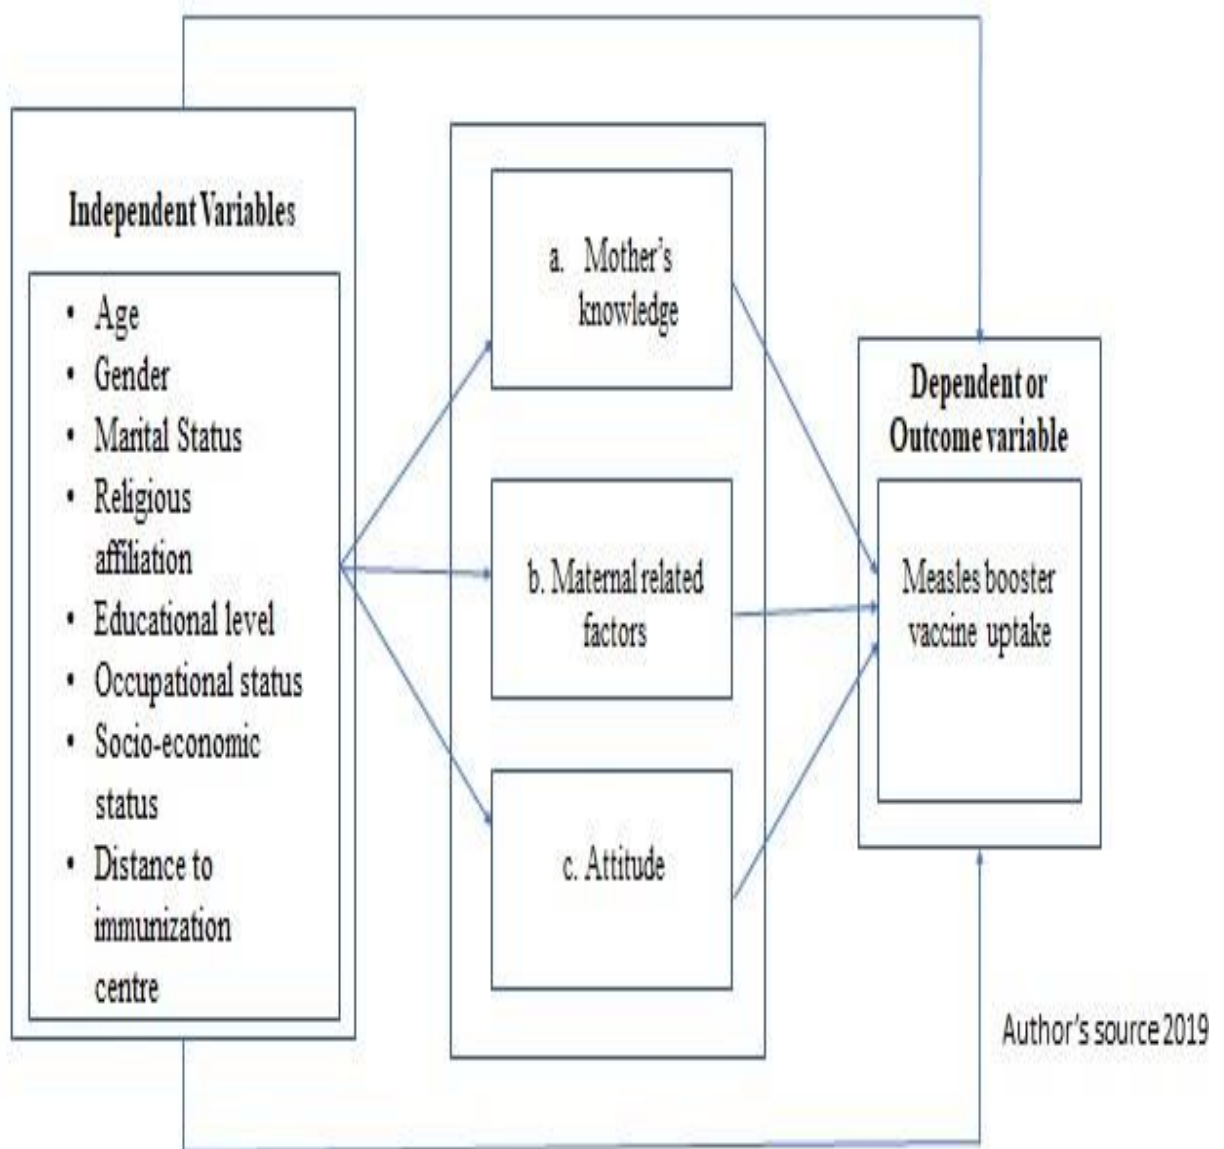 Independent Variables
• Age
• Gender
• Marital Status
• Religious
affiliation
• Educational level
• Occupational status
• Socio-economic
status
• Distance to
immunization
centre
a. Mother's
knowledge
b. Maternal related
factors
c. Attitude
Dependent or
Outcome variable
Measles booster
vaccine uptake
Author's source 2019